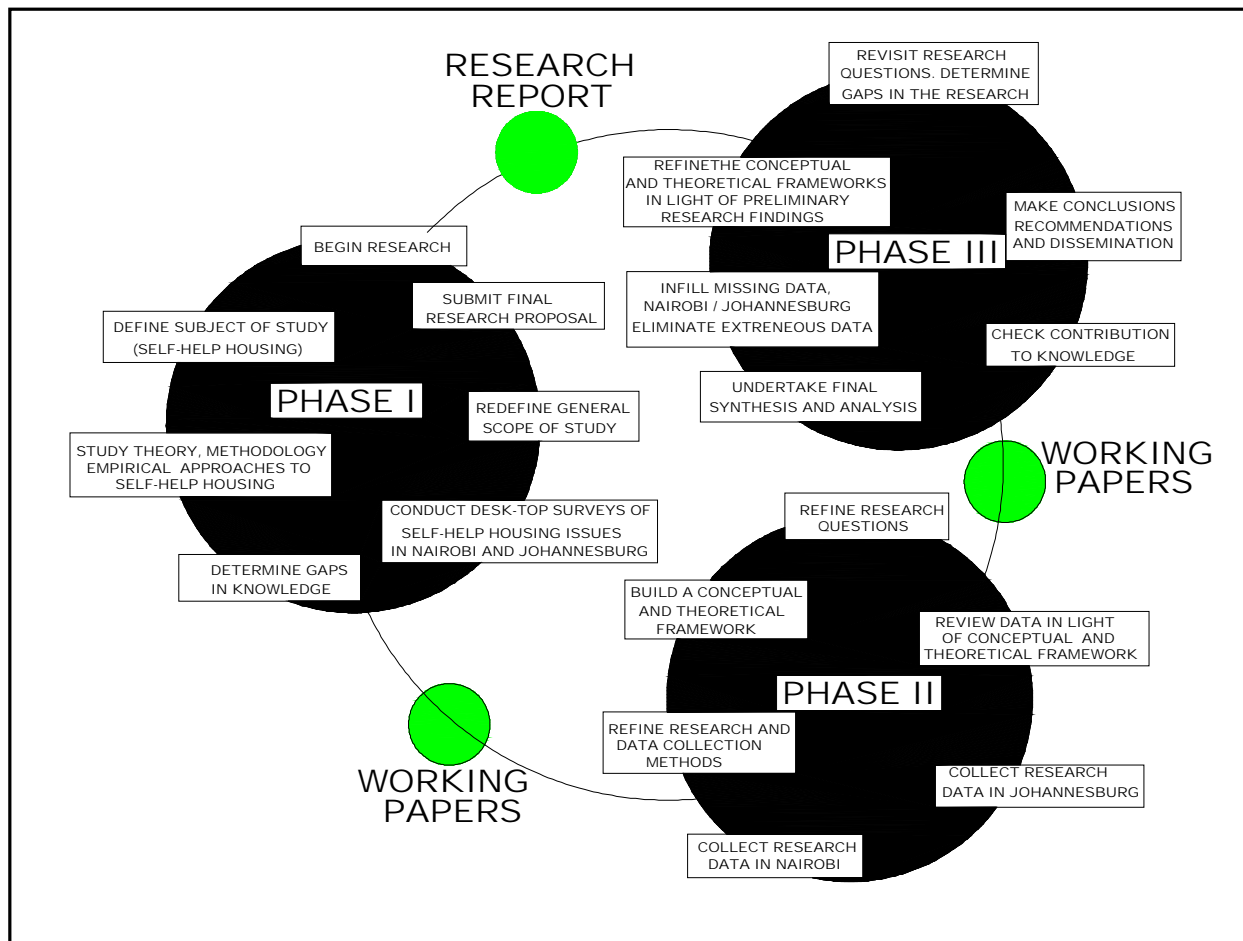 RESEARCH
REPORT
REVISIT RESEARCH
QUESTIONS. DETERMINE
GAPS IN THE RESEARCH
REFINETHE CONCEPTUAL
AND THEORETICAL FRAMEWORKS
IN LIGHT OF PRELIMINARY
RESEARCH FINDINGS
MAKE CONCLUSIONS
RECOMMENDATIONS
AND DISSEMINATION
PHASE III
INFILL MISSING DATA,
NAIROBI / JOHANNESBURG
ELIMINATE EXTRENEOUS DATA
CHECK CONTRIBUTION
TO KNOWLEDGE
UNDERTAKE FINAL
SYNTHESIS AND ANALYSIS
BEGIN RESEARCH
SUBMIT FINAL
RESEARCH PROPOSAL
DEFINE SUBJECT OF STUDY
(SELF-HELP HOUSING)
PHASE I
REDEFINE GENERAL
SCOPE OF STUDY
STUDY THEORY, METHODOLOGY
EMPIRICAL APPROACHES TO
SELF-HELP HOUSING
CONDUCT DESK-TOP SURVEYS OF
SELF-HELP HOUSING ISSUES
IN NAIROBI AND JOHANNESBURG
DETERMINE GAPS
IN KNOWLEDGE
WORKING
PAPERS
REFINE RESEARCH
QUESTIONS
BUILD A CONCEPTUAL
AND THEORETICAL
FRAMEWORK
REVIEW DATA IN LIGHT
OF CONCEPTUAL AND
THEORETICAL FRAMEWORK
PHASE II
REFINE RESEARCH AND
DATA COLLECTION
METHODS
COLLECT RESEARCH
DATA IN JOHANNESBURG
COLLECT RESEARCH
DATA IN NAIROBI
WORKING
PAPERS